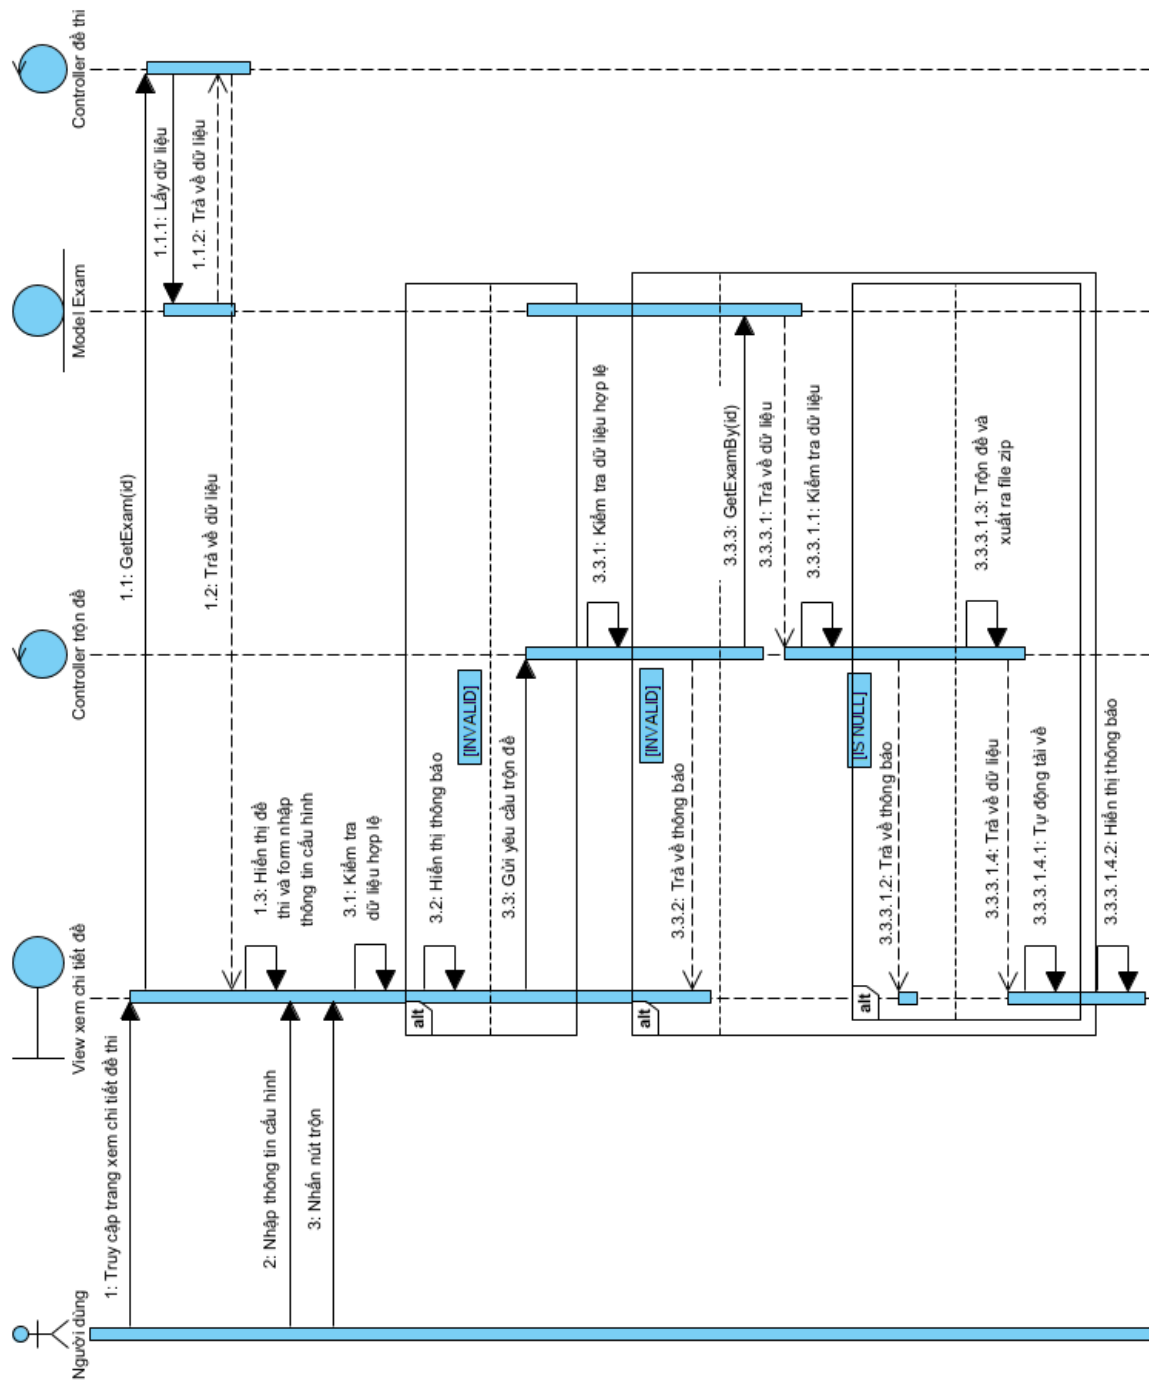 Người dùng
View xem chi tiết đề
Controller trộn đề
Model Exam
Controller đề thi
1: Truy cập trang xem chi tiết đề thi
1.1: GetExam(id)
1.1.1: Lấy dữ liệu
1.1.2: Trả về dữ liệu
1.2: Trả về dữ liệu
1.3: Hiển thị đề
thi và form nhập
thông tin cấu hình
2: Nhập thông tin cấu hình
3: Nhấn nút trộn
3.1: Kiểm tra
dữ liệu hợp lệ
alt
3.2: Hiển thị thông báo
[INVALID]
3.3: Gửi yêu cầu trộn đề
3.3.1: Kiểm tra dữ liệu hợp lệ
alt
[INVALID]
3.3.2: Trả về thông báo
3.3.3: GetExamBy(id)
3.3.3.1: Trả về dữ liệu
3.3.3.1.1: Kiểm tra dữ liệu
alt
[IS NULL]
3.3.3.1.2: Trả về thông báo
3.3.3.1.3: Trộn đề và
xuất ra file zip
3.3.3.1.4: Trả về dữ liệu
3.3.3.1.4.1: Tự động tải về
3.3.3.1.4.2: Hiển thị thông báo